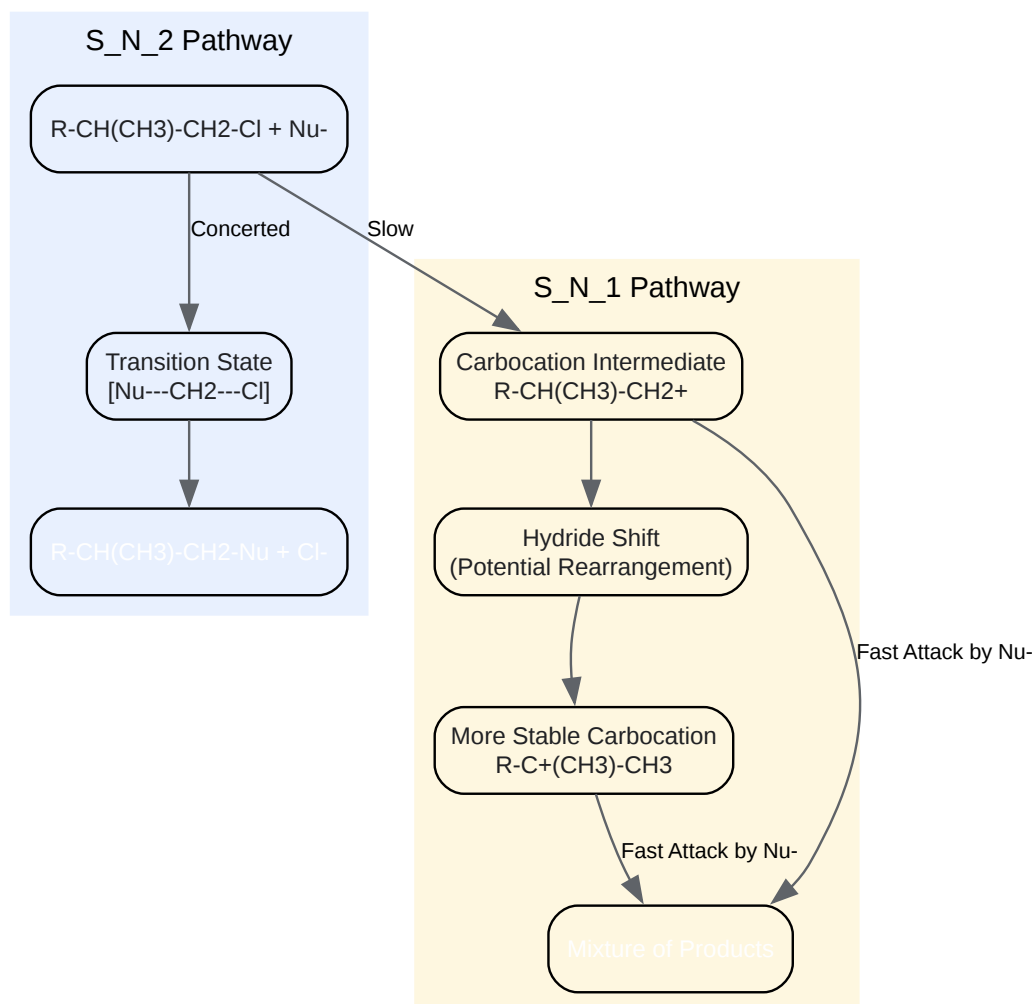 S_N_2 Pathway
R-CH(CH3)-CH2-Cl + Nu-
Concerted
Slow
S_N_1 Pathway
Transition State
[Nu---CH2---Cl]
Carbocation Intermediate
R-CH(CH3)-CH2+
R-CH(CH3)-CH2-Nu + Cl-
Hydride Shift
(Potential Rearrangement)
Fast Attack by Nu-
More Stable Carbocation
R-C+(CH3)-CH3
Fast Attack by Nu-
Mixture of Products